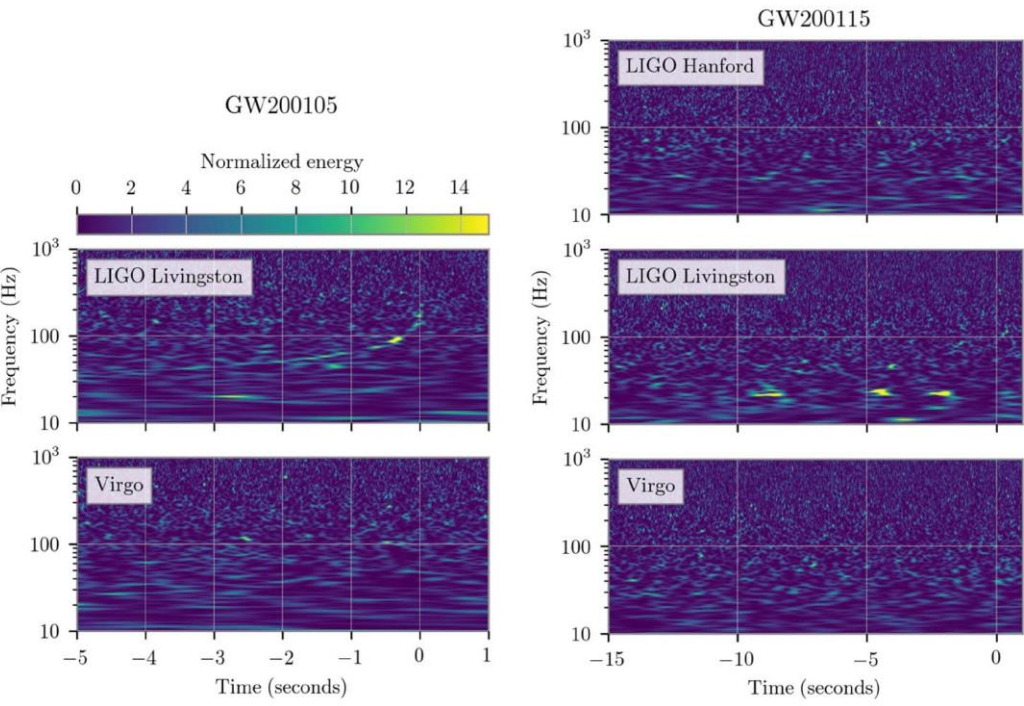 GW200105
Normalized energy
0 2 4 6 8 10 12 14
10³
LIGO Livingston
100
10
Frequency (Hz)
10³
Virgo
100
10
−5 −4 −3 −2 −1 0 1
Time (seconds)
GW200115
10³
LIGO Hanford
100
10
10³
LIGO Livingston
100
10
Frequency (Hz)
10³
Virgo
100
10
−15 −10 −5 0
Time (seconds)